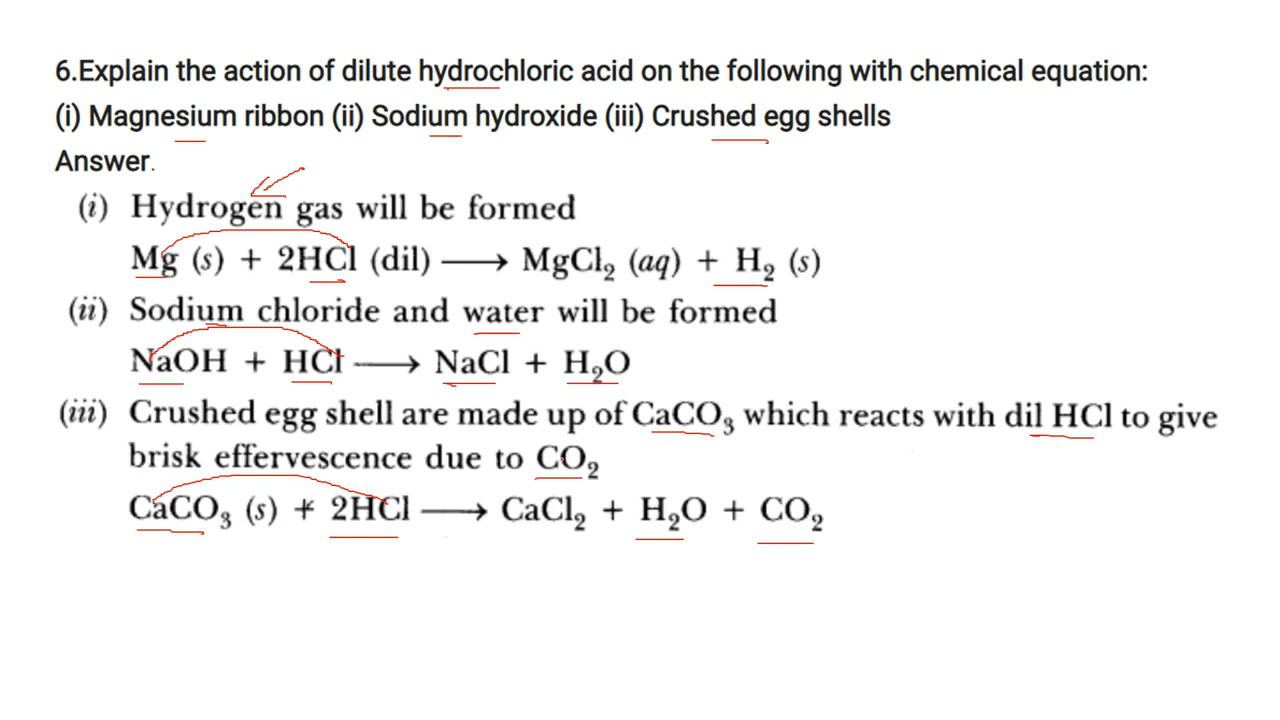 6.Explain the action of dilute hydrochloric acid on the following with chemical equation:
(i) Magnesium ribbon (ii) Sodium hydroxide (iii) Crushed egg shells
Answer.
(i) Hydrogen gas will be formed
Mg (s) + 2HCl (dil) ⟶ MgCl₂ (aq) + H₂ (s)
(ii) Sodium chloride and water will be formed
NaOH + HCl ⟶ NaCl + H₂O
(iii) Crushed egg shell are made up of CaCO₃ which reacts with dil HCl to give
brisk effervescence due to CO₂
CaCO₃ (s) + 2HCl ⟶ CaCl₂ + H₂O + CO₂